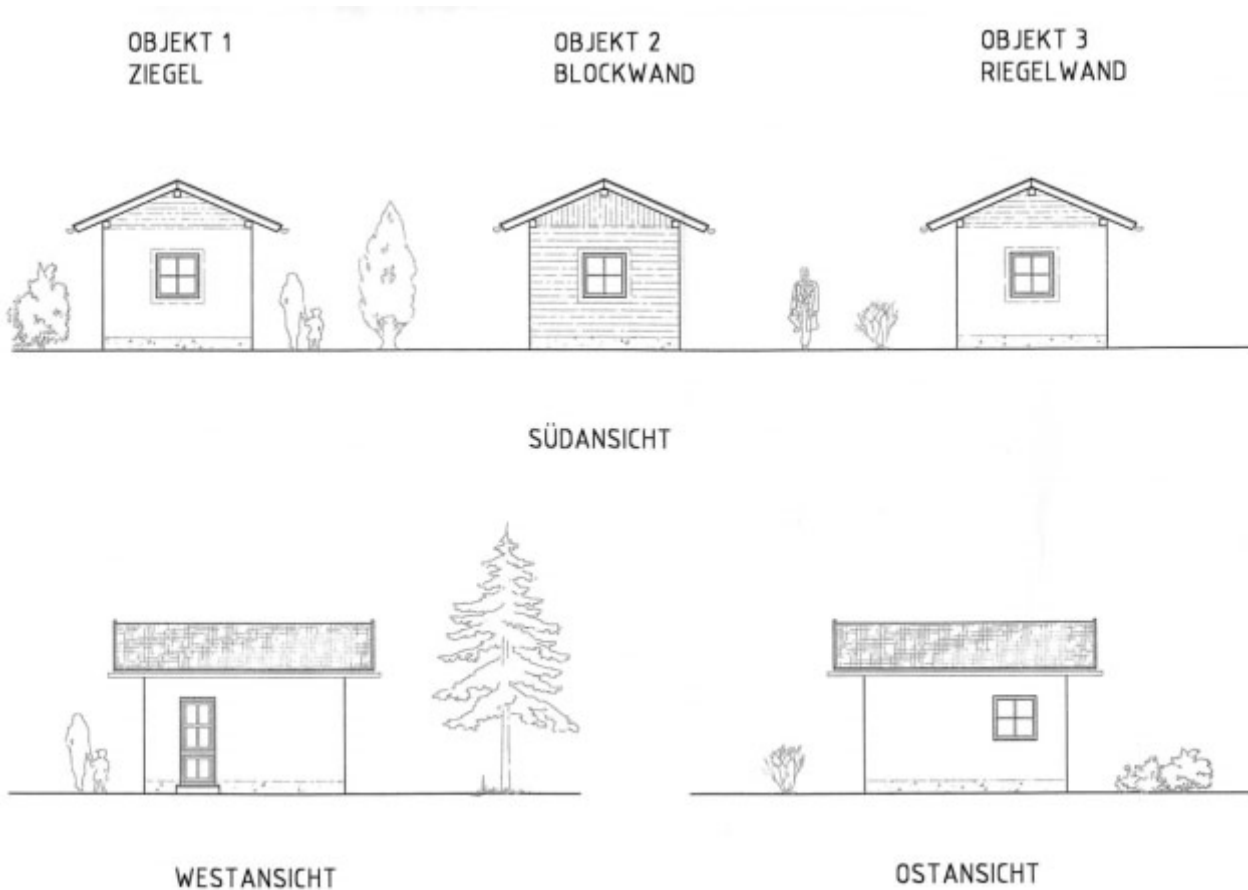 OBJEKT 1
ZIEGEL
OBJEKT 2
BLOCKWAND
OBJEKT 3
RIEGELWAND
SÜDANSICHT
WESTANSICHT
OSTANSICHT